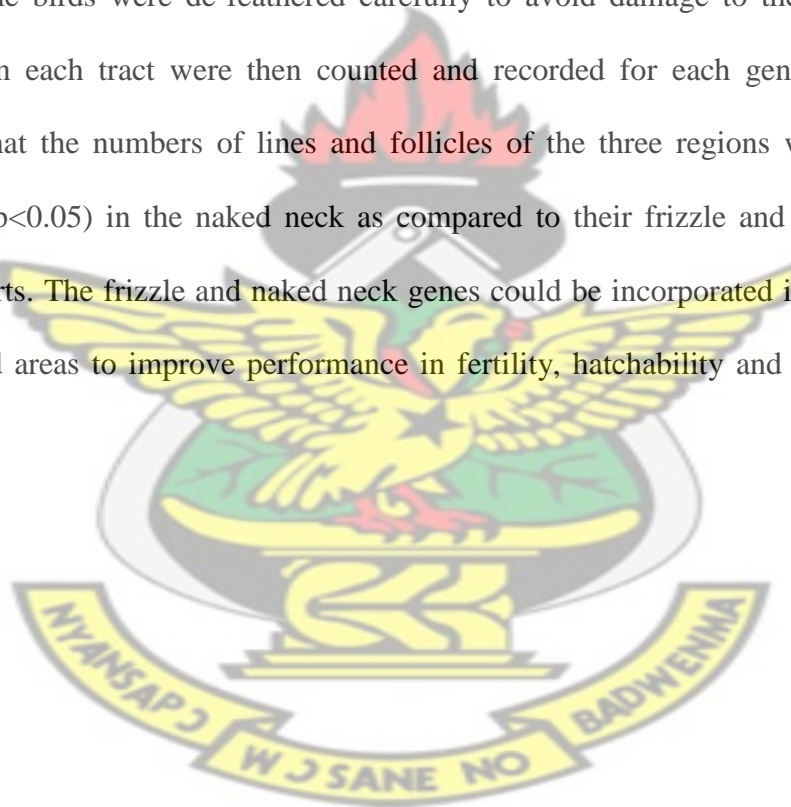 he birds were de-feathered carefully to avoid damage to the
n each tract were then counted and recorded for each gen
hat the numbers of lines and follicles of the three regions
p<0.05) in the naked neck as compared to their frizzle and
rts. The frizzle and naked neck genes could be incorporated i
l areas to improve performance in fertility, hatchability and
NYANSAPƆ
WƆSANE NO
BADWENMA